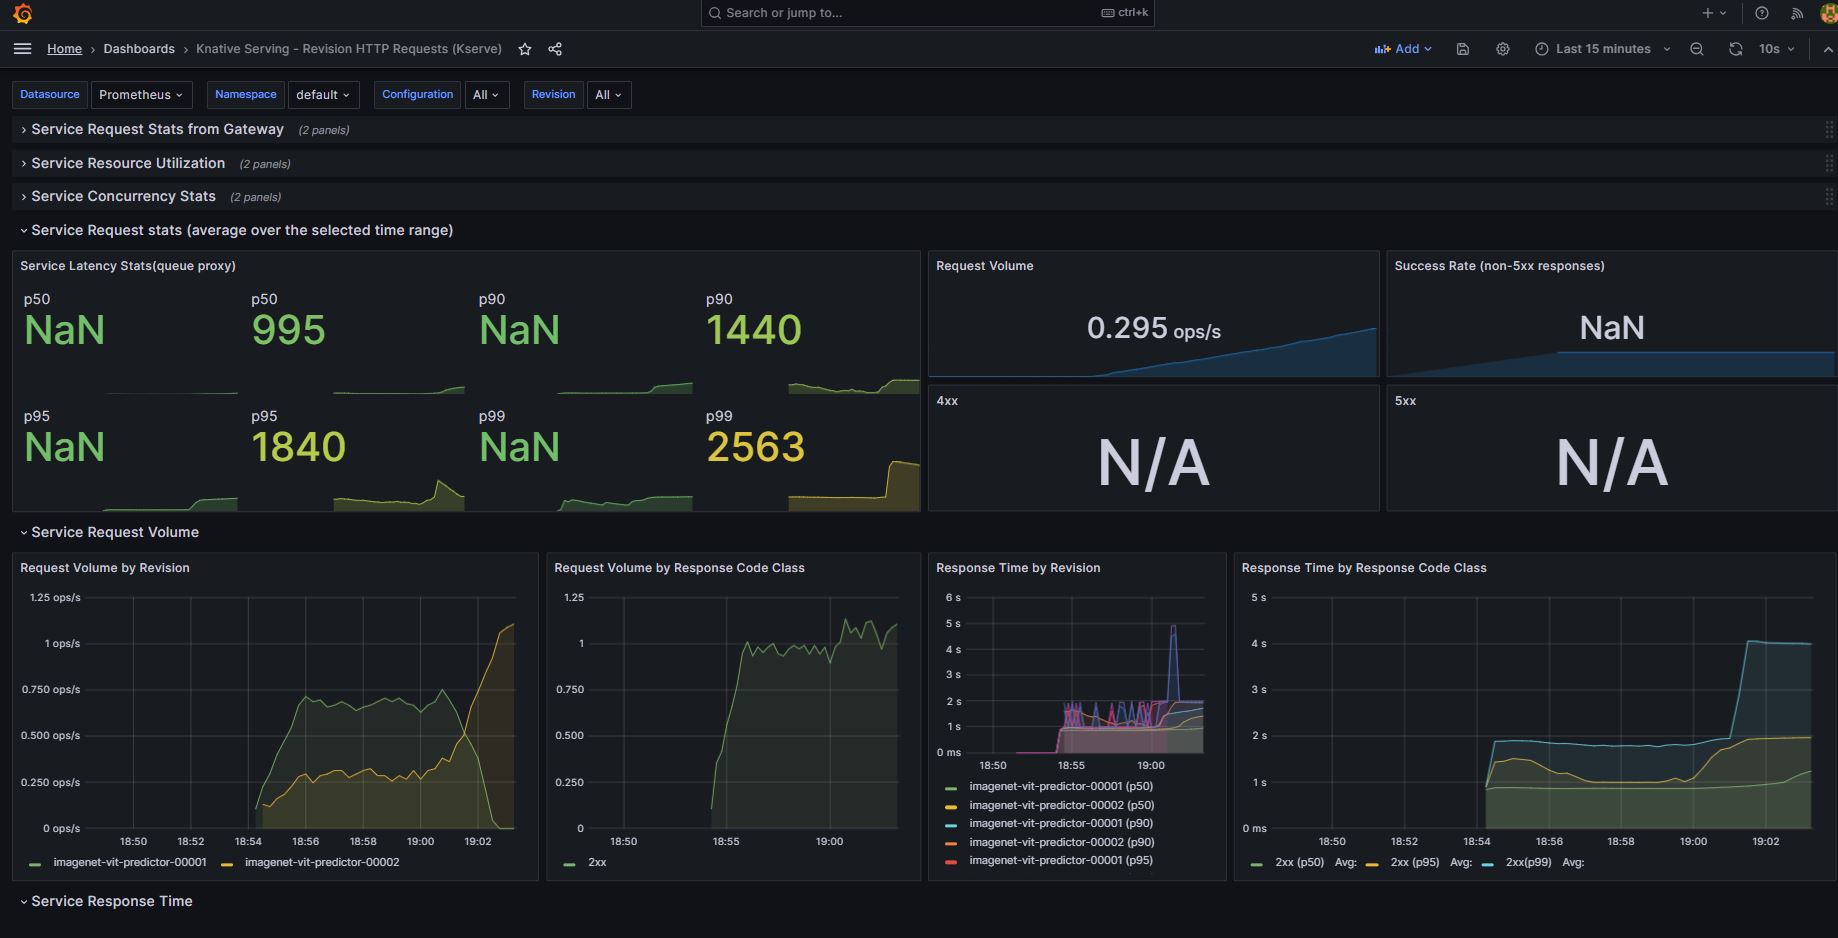 Search or jump to...
ctrl+k
Home › Dashboards › Knative Serving - Revision HTTP Requests (Kserve)
Add
Last 15 minutes
10s
Datasource Prometheus Namespace default Configuration All Revision All
Service Request Stats from Gateway (2 panels)
Service Resource Utilization (2 panels)
Service Concurrency Stats (2 panels)
Service Request stats (average over the selected time range)
Service Latency Stats(queue proxy)
p50
NaN
p50
995
p90
NaN
p90
1440
p95
NaN
p95
1840
p99
NaN
p99
2563
Request Volume
0.295 ops/s
Success Rate (non-5xx responses)
NaN
4xx
N/A
5xx
N/A
Service Request Volume
Request Volume by Revision
1.25 ops/s
1 ops/s
0.750 ops/s
0.500 ops/s
0.250 ops/s
0 ops/s
18:50 18:52 18:54 18:56 18:58 19:00 19:02
imagenet-vit-predictor-00001 imagenet-vit-predictor-00002
Request Volume by Response Code Class
1.25
1
0.750
0.500
0.250
0
18:50 18:55 19:00
2xx
Response Time by Revision
6 s
5 s
4 s
3 s
2 s
1 s
0 ms
18:50 18:55 19:00
imagenet-vit-predictor-00001 (p50)
imagenet-vit-predictor-00002 (p50)
imagenet-vit-predictor-00001 (p90)
imagenet-vit-predictor-00002 (p90)
imagenet-vit-predictor-00001 (p95)
Response Time by Response Code Class
5 s
4 s
3 s
2 s
1 s
0 ms
18:50 18:52 18:54 18:56 18:58 19:00 19:02
2xx (p50) Avg: 2xx (p95) Avg: 2xx(p99) Avg:
Service Response Time